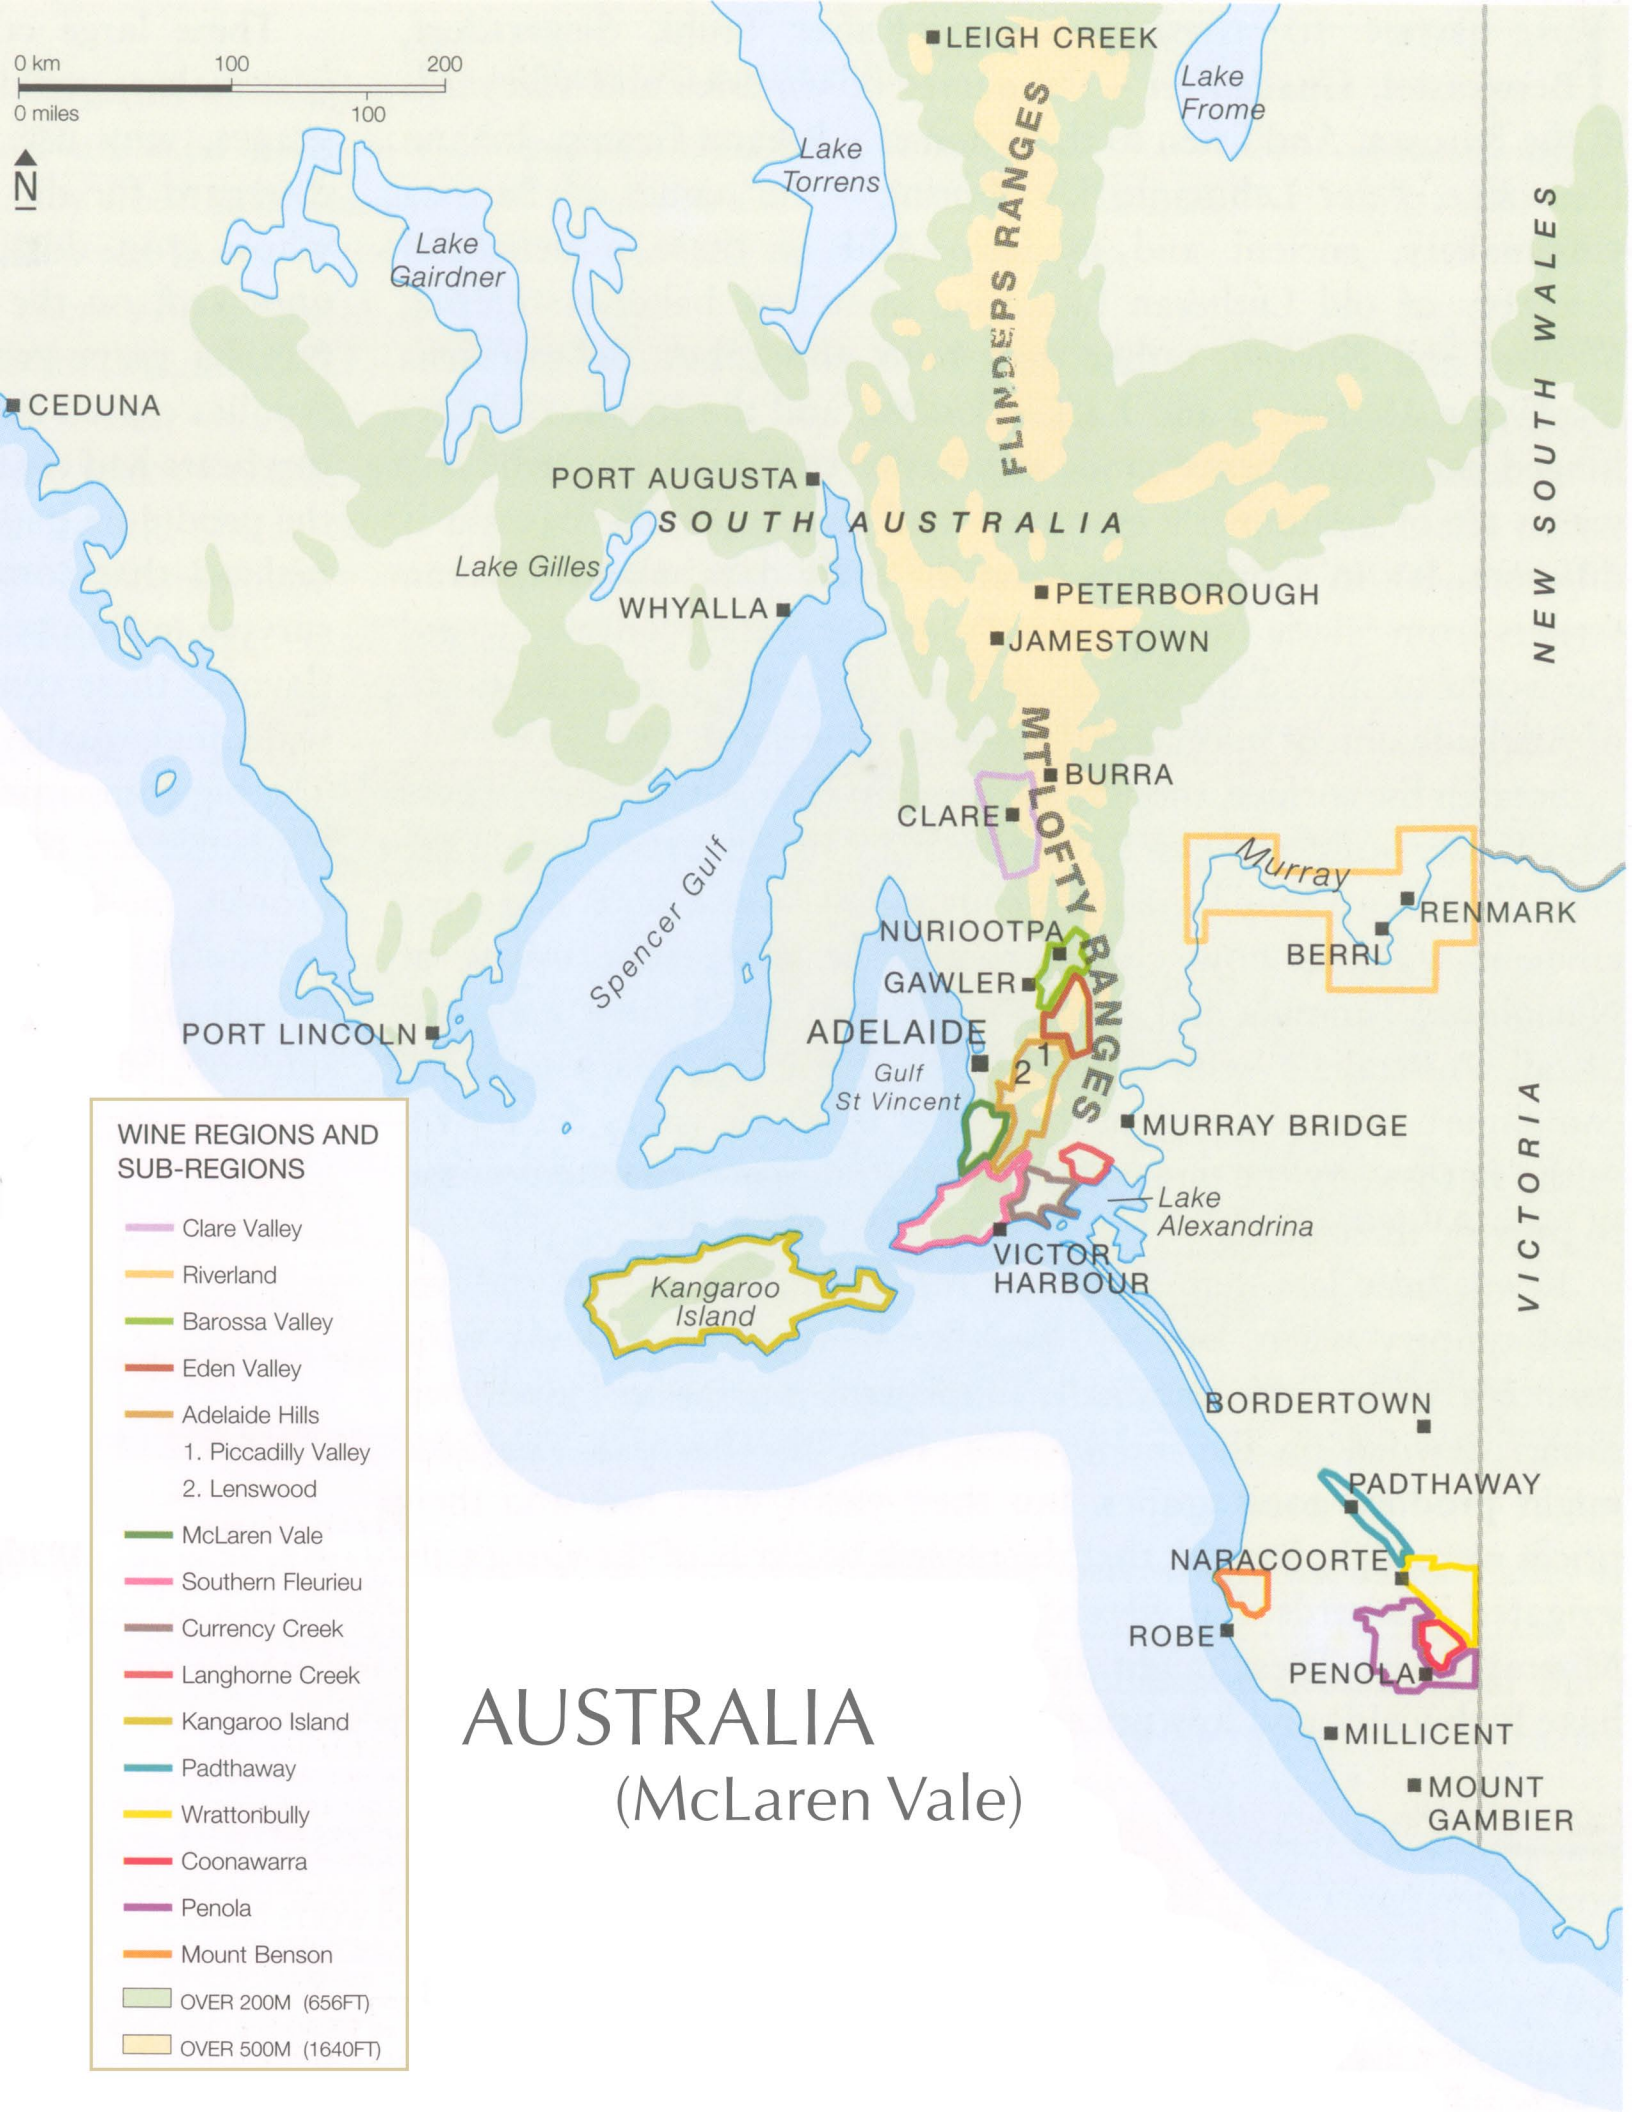 0 km 100 200
0 miles 100
N
LEIGH CREEK
Lake
Frome
Lake
Torrens
Lake
Gairdner
FLINDERS RANGES
NEW SOUTH WALES
CEDUNA
PORT AUGUSTA
SOUTH AUSTRALIA
Lake Gilles
WHYALLA
PETERBOROUGH
JAMESTOWN
MT LOFTY RANGES
BURRA
CLARE
Murray
RENMARK
BERRI
Spencer Gulf
NURIOOTPA
GAWLER
PORT LINCOLN
ADELAIDE
1
2
Gulf
St Vincent
MURRAY BRIDGE
VICTORIA
Lake
Alexandrina
VICTOR
HARBOUR
Kangaroo
Island
BORDERTOWN
PADTHAWAY
NARACOORTE
ROBE
PENOLA
MILLICENT
MOUNT
GAMBIER
WINE REGIONS AND
SUB-REGIONS
Clare Valley
Riverland
Barossa Valley
Eden Valley
Adelaide Hills
1. Piccadilly Valley
2. Lenswood
McLaren Vale
Southern Fleurieu
Currency Creek
Langhorne Creek
Kangaroo Island
Padthaway
Wrattonbully
Coonawarra
Penola
Mount Benson
OVER 200M (656FT)
OVER 500M (1640FT)
AUSTRALIA
(McLaren Vale)